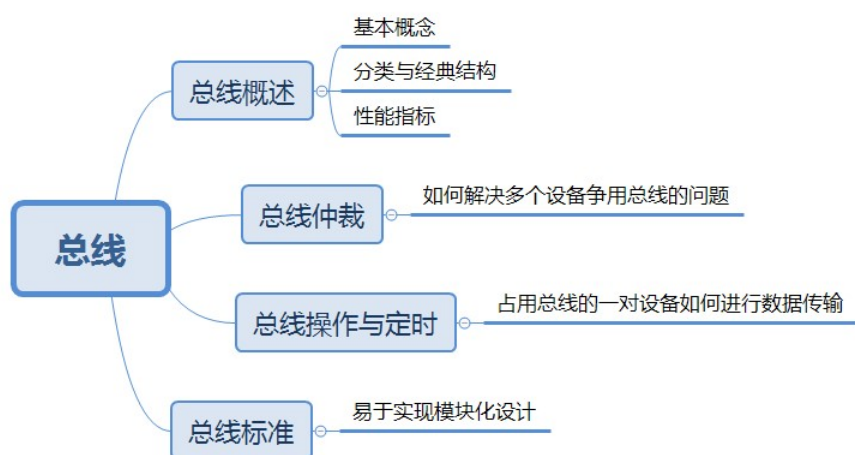 总线
总线概述
基本概念
分类与经典结构
性能指标
总线仲裁
如何解决多个设备争用总线的问题
总线操作与定时
占用总线的一对设备如何进行数据传输
总线标准
易于实现模块化设计